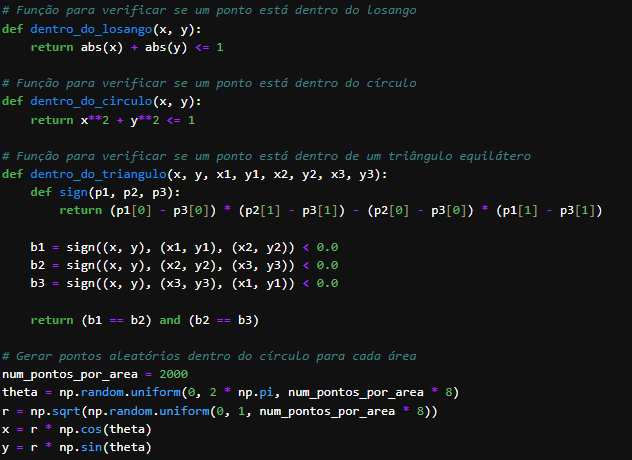 # Função para verificar se um ponto está dentro do losango
def dentro_do_losango(x, y):
    return abs(x) + abs(y) <= 1

# Função para verificar se um ponto está dentro do círculo
def dentro_do_circulo(x, y):
    return x**2 + y**2 <= 1

# Função para verificar se um ponto está dentro de um triângulo equilátero
def dentro_do_triangulo(x, y, x1, y1, x2, y2, x3, y3):
    def sign(p1, p2, p3):
        return (p1[0] - p3[0]) * (p2[1] - p3[1]) - (p2[0] - p3[0]) * (p1[1] - p3[1])

    b1 = sign((x, y), (x1, y1), (x2, y2)) < 0.0
    b2 = sign((x, y), (x2, y2), (x3, y3)) < 0.0
    b3 = sign((x, y), (x3, y3), (x1, y1)) < 0.0

    return (b1 == b2) and (b2 == b3)

# Gerar pontos aleatórios dentro do círculo para cada área
num_pontos_por_area = 2000
theta = np.random.uniform(0, 2 * np.pi, num_pontos_por_area * 8)
r = np.sqrt(np.random.uniform(0, 1, num_pontos_por_area * 8))
x = r * np.cos(theta)
y = r * np.sin(theta)